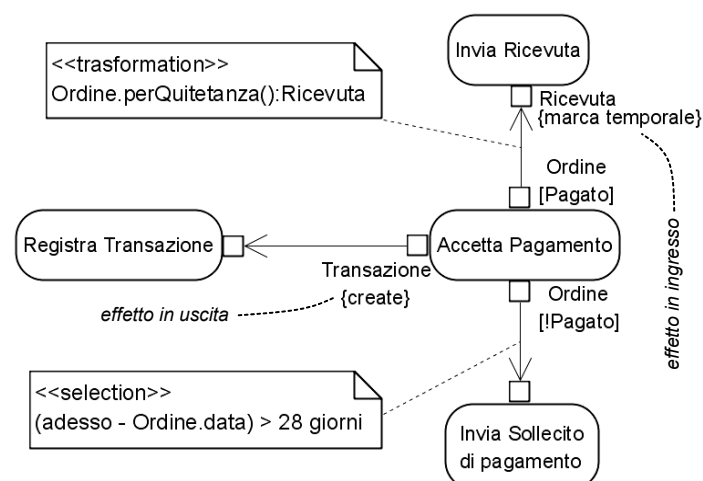 Invia Ricevuta
<<trasformation>>
Ordine.perQuitetanza():Ricevuta
Ricevuta
{marca temporale}
Ordine
[Pagato]
Registra Transazione
Accetta Pagamento
Transazione
{create}
effetto in uscita
Ordine
[!Pagato]
effetto in ingresso
<<selection>>
(adesso - Ordine.data) > 28 giorni
Invia Sollecito
di pagamento